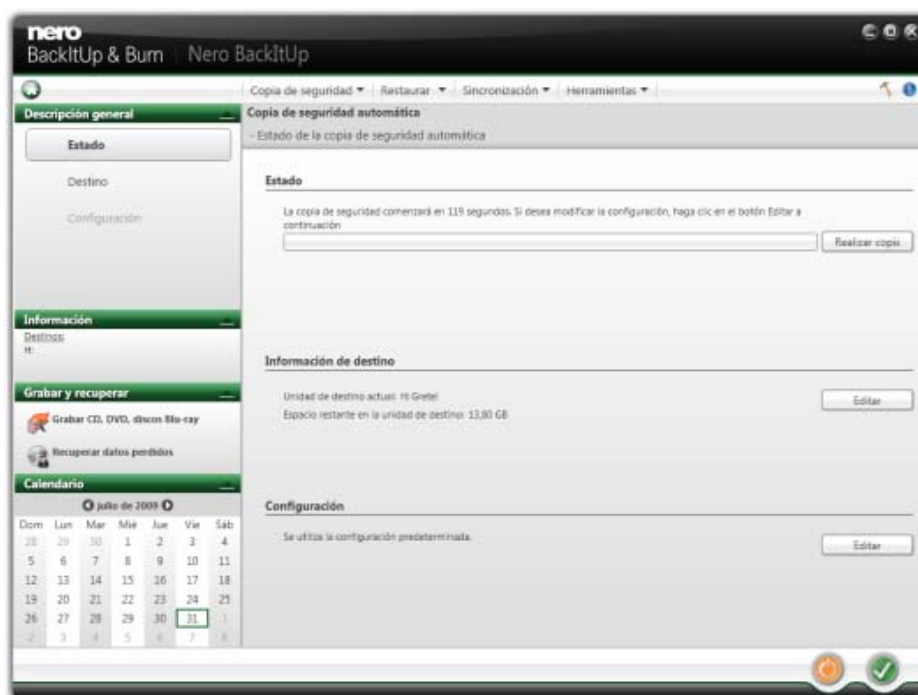 nero
BackItUp & Burn | Nero BackItUp
Copia de seguridad Restaurar Sincronización Herramientas
Descripción general
Estado
Destino
Configuración
Información
Destinos:
H:
Grabar y recuperar
Grabar CD, DVD, discos Blu-ray
Recuperar datos perdidos
Calendario
julio de 2009
Dom Lun Mar Mié Jue Vie Sáb
28 29 30 1 2 3 4
5 6 7 8 9 10 11
12 13 14 15 16 17 18
19 20 21 22 23 24 25
26 27 28 29 30 31 1
2 3 4 5 6 7 8
Copia de seguridad automática
- Estado de la copia de seguridad automática
Estado
La copia de seguridad comenzará en 119 segundos. Si desea modificar la configuración, haga clic en el botón Editar a
continuación
Realizar copia
Información de destino
Unidad de destino actual: H: Gretel
Espacio restante en la unidad de destino: 13,80 GB
Editar
Configuración
Se utiliza la configuración predeterminada.
Editar